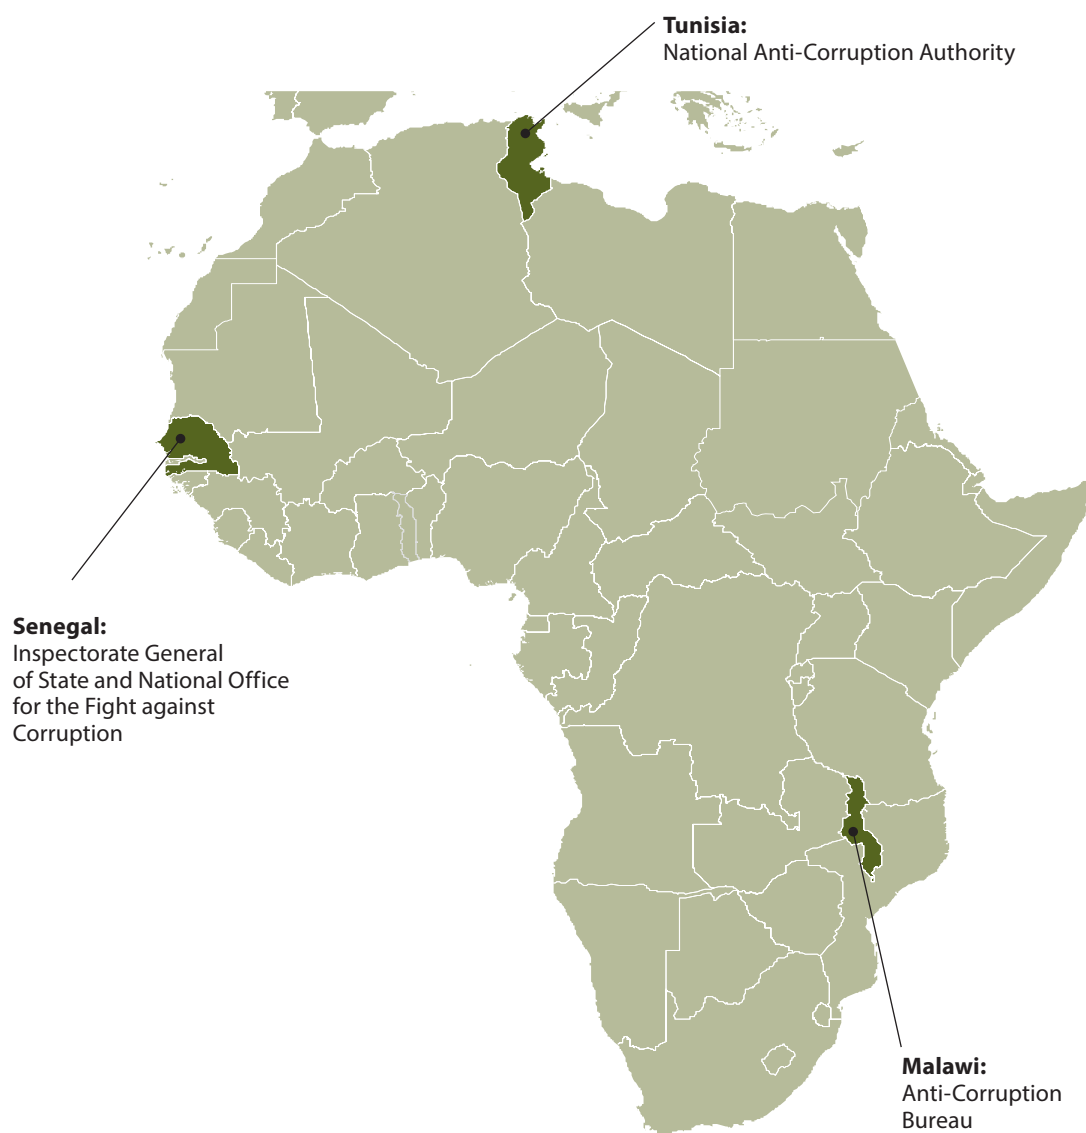 Tunisia:
National Anti-Corruption Authority
Senegal:
Inspectorate General
of State and National Office
for the Fight against
Corruption
Malawi:
Anti-Corruption
Bureau